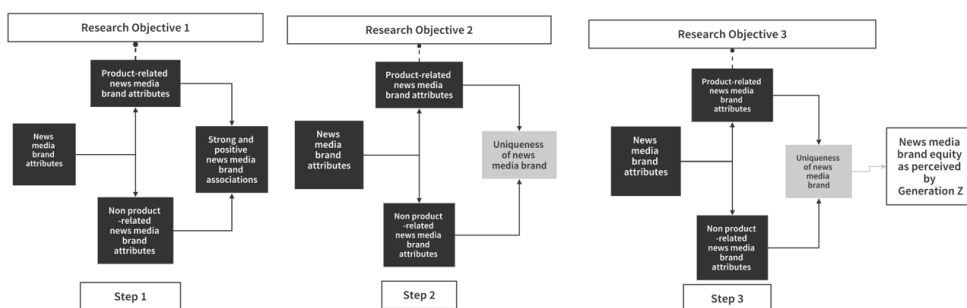 Research Objective 1
Product-related
news media
brand attributes
News
media
brand
attributes
Strong and
positive
news media
brand
associations
Non product
-related
news media
brand
attributes
Step 1
Research Objective 2
Product-related
news media
brand attributes
News
media
brand
attributes
Uniqueness
of news
media brand
Non product
-related
news media
brand
attributes
Step 2
Research Objective 3
Product-related
news media
brand
attributes
News
media
brand
attributes
Uniqueness
of news
media
brand
News media
brand equity
as perceived
by
Generation Z
Non product
-related
news media
brand
attributes
Step 3